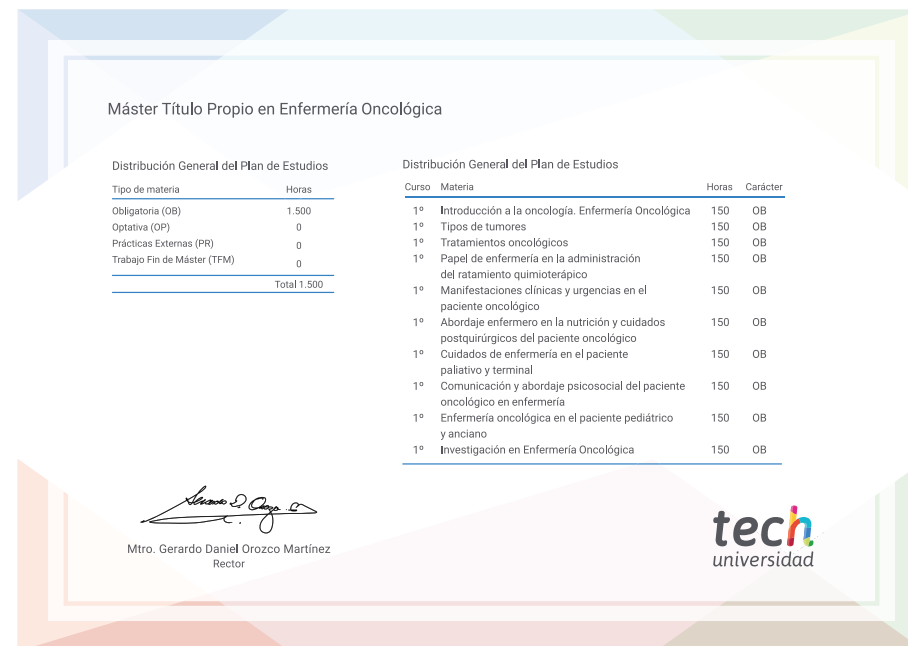 Máster Título Propio en Enfermería Oncológica
Distribución General del Plan de Estudios
Tipo de materia Horas
Obligatoria (OB) 1.500
Optativa (OP) 0
Prácticas Externas (PR) 0
Trabajo Fin de Máster (TFM) 0
Total 1.500
Distribución General del Plan de Estudios
Curso Materia Horas Carácter
1º Introducción a la oncología. Enfermería Oncológica 150 OB
1º Tipos de tumores 150 OB
1º Tratamientos oncológicos 150 OB
1º Papel de enfermería en la administración 150 OB
del ratamiento quimioterápico
1º Manifestaciones clínicas y urgencias en el 150 OB
paciente oncológico
1º Abordaje enfermero en la nutrición y cuidados 150 OB
postquirúrgicos del paciente oncológico
1º Cuidados de enfermería en el paciente 150 OB
paliativo y terminal
1º Comunicación y abordaje psicosocial del paciente 150 OB
oncológico en enfermería
1º Enfermería oncológica en el paciente pediátrico 150 OB
y anciano
1º Investigación en Enfermería Oncológica 150 OB
Mtro. Gerardo Daniel Orozco Martínez
Rector
tech
universidad